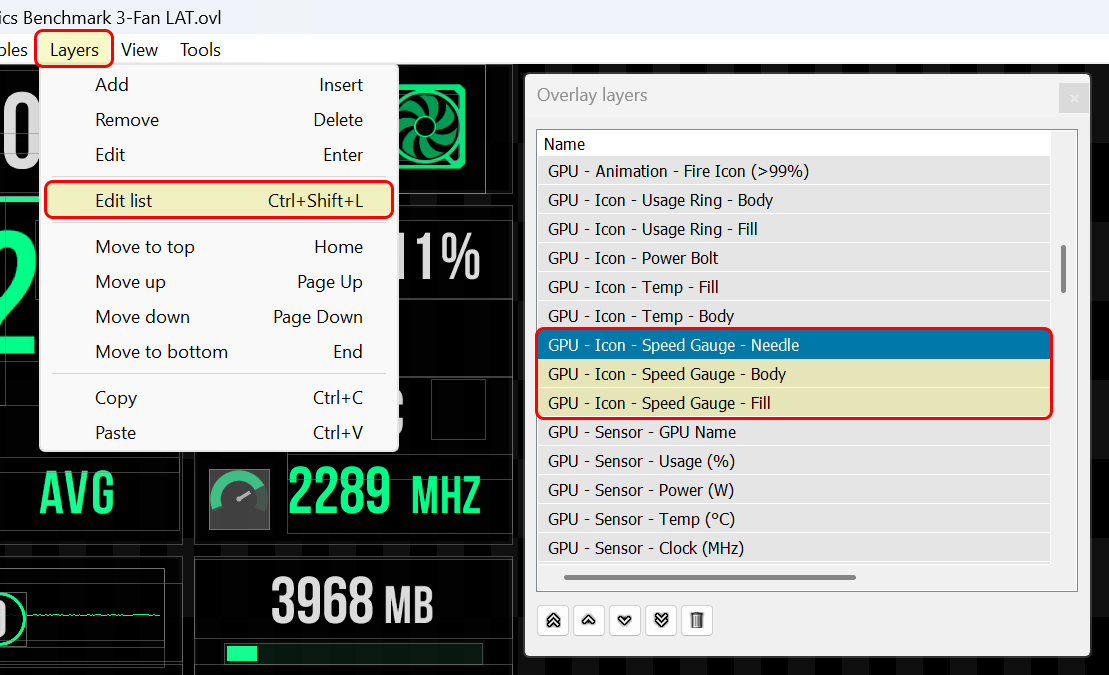 ics Benchmark 3-Fan LAT.ovl
bles Layers View Tools
Add Insert
Remove Delete
Edit Enter
Edit list Ctrl+Shift+L
Move to top Home
Move up Page Up
Move down Page Down
Move to bottom End
Copy Ctrl+C
Paste Ctrl+V
0
2
11%
C
AVG
2289 MHZ
3968 MB
Overlay layers
Name
GPU - Animation - Fire Icon (>99%)
GPU - Icon - Usage Ring - Body
GPU - Icon - Usage Ring - Fill
GPU - Icon - Power Bolt
GPU - Icon - Temp - Fill
GPU - Icon - Temp - Body
GPU - Icon - Speed Gauge - Needle
GPU - Icon - Speed Gauge - Body
GPU - Icon - Speed Gauge - Fill
GPU - Sensor - GPU Name
GPU - Sensor - Usage (%)
GPU - Sensor - Power (W)
GPU - Sensor - Temp (ºC)
GPU - Sensor - Clock (MHz)